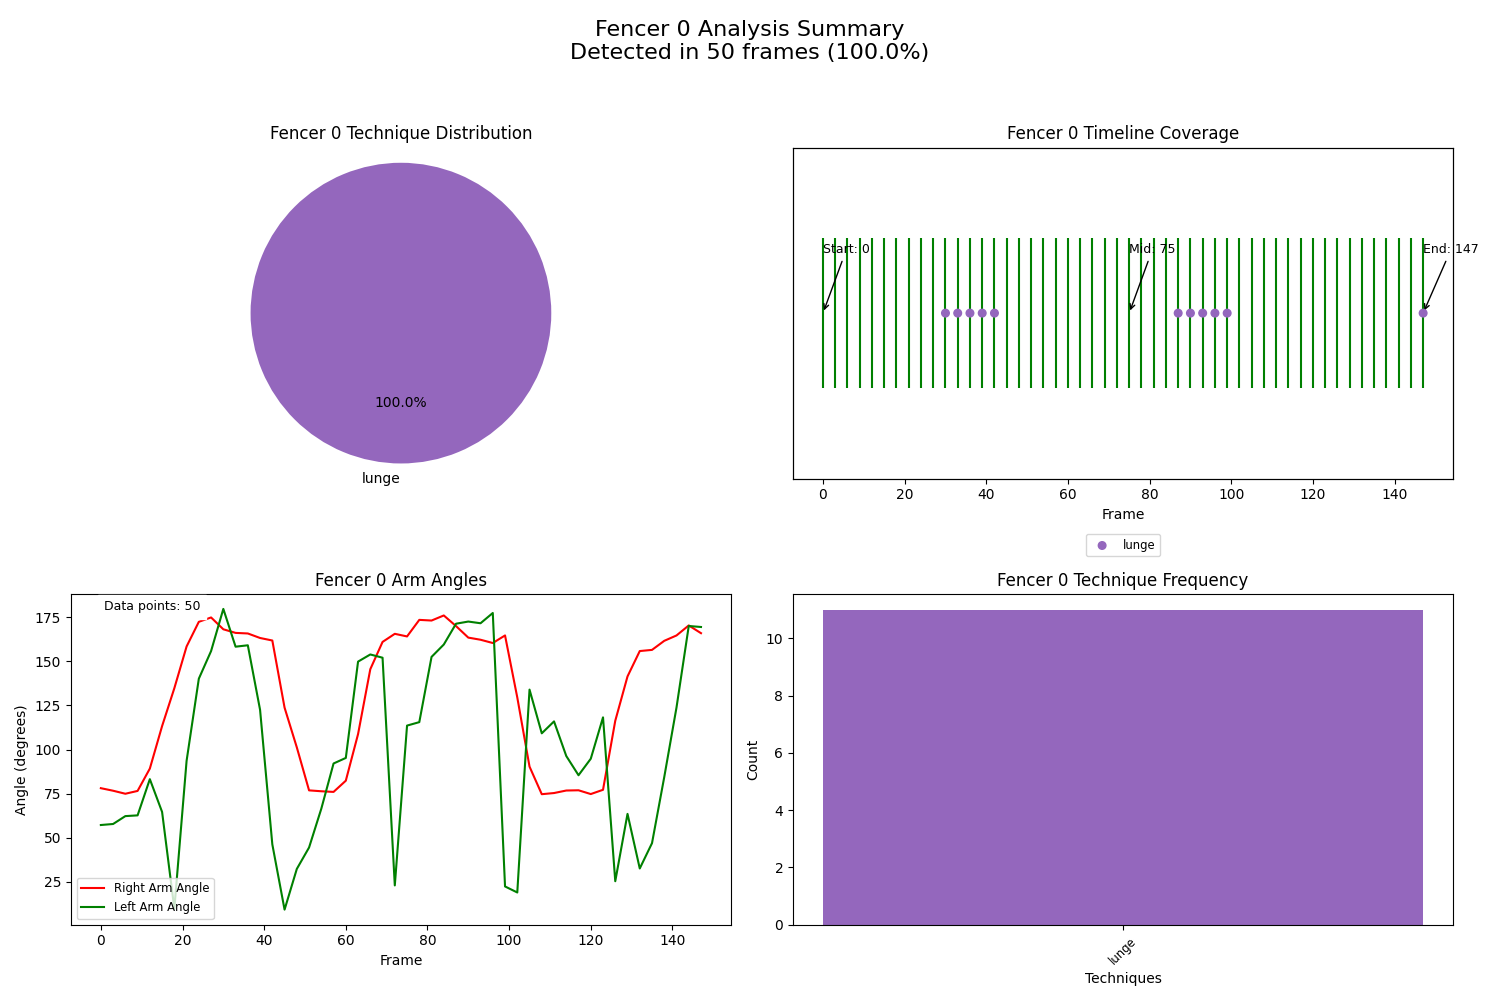 Fencer 0 Analysis Summary
Detected in 50 frames (100.0%)
Fencer 0 Technique Distribution
100.0%
lunge
Fencer 0 Timeline Coverage
Start: 0
Mid: 75
End: 147
0 20 40 60 80 100 120 140
Frame
lunge
Fencer 0 Arm Angles
Data points: 50
Angle (degrees)
175
150
125
100
75
50
25
Right Arm Angle
Left Arm Angle
0 20 40 60 80 100 120 140
Frame
Fencer 0 Technique Frequency
Count
10
8
6
4
2
0
lunge
Techniques